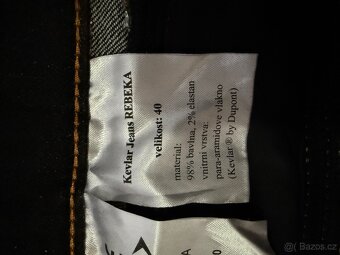 Kevlar Jeans REBEKA
velikost: 40
material:
98% bavlna, 2% elastan
vnitrni vrstva:
para-aramidove vlakno
(Kevlar ® by Dupont)
Bazos.cz